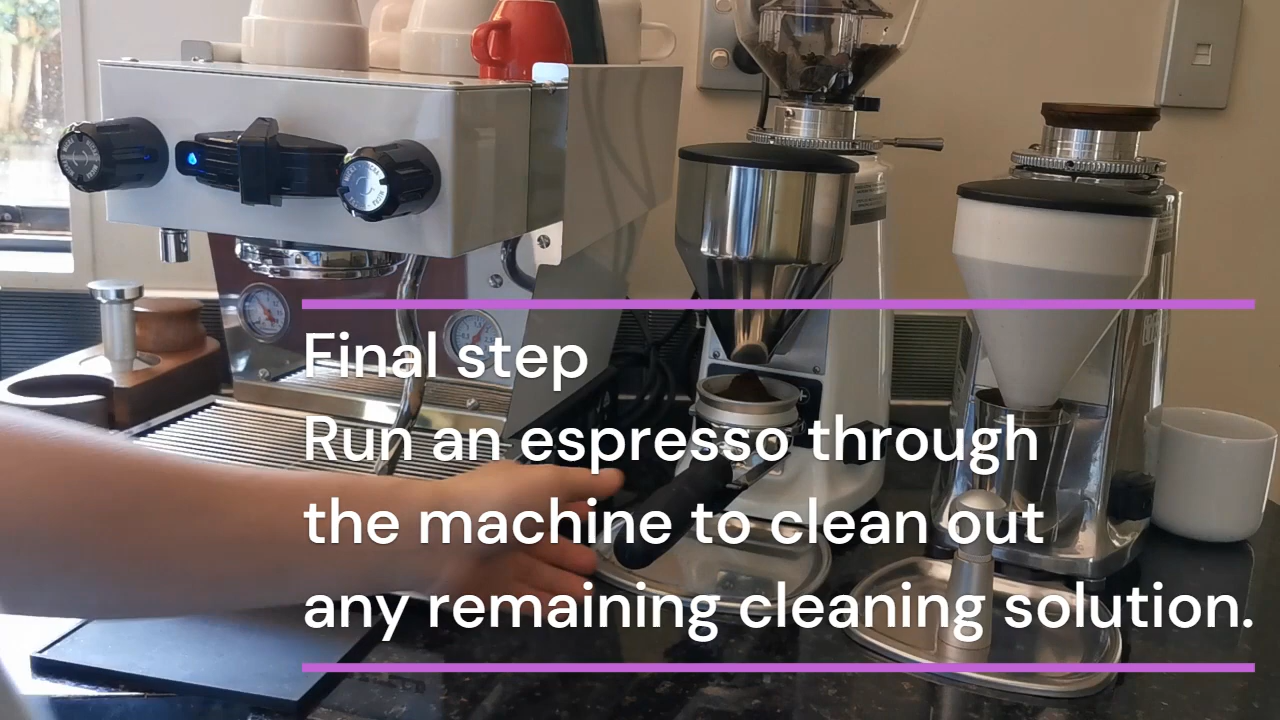 Final step
Run an espresso through
the machine to clean out
any remaining cleaning solution.